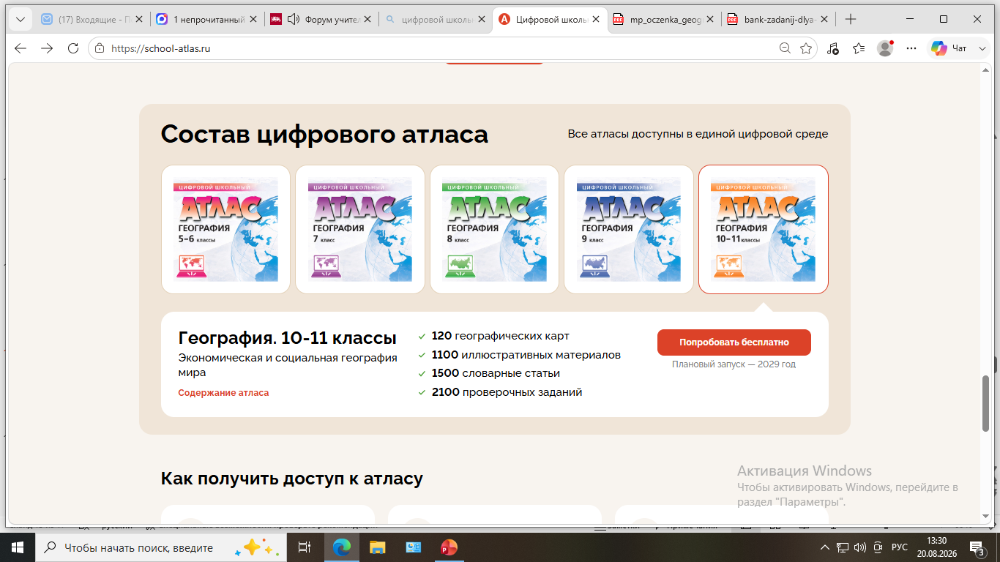 (17) Входящие - П
1 непрочитанный
Форум учител
цифровой школьн
Цифровой школьн
mp_oczenka_geog
bank-zadanij-dlya-
https://school-atlas.ru
Чат
Состав цифрового атласа
Все атласы доступны в единой цифровой среде
ЦИФРОВОЙ ШКОЛЬНЫЙ
АТЛАС
ГЕОГРАФИЯ
5-6 классы
ЦИФРОВОЙ ШКОЛЬНЫЙ
АТЛАС
ГЕОГРАФИЯ
7 класс
ЦИФРОВОЙ ШКОЛЬНЫЙ
АТЛАС
ГЕОГРАФИЯ
8 класс
ЦИФРОВОЙ ШКОЛЬНЫЙ
АТЛАС
ГЕОГРАФИЯ
9 класс
ЦИФРОВОЙ ШКОЛЬНЫЙ
АТЛАС
ГЕОГРАФИЯ
10-11 классы
География. 10-11 классы
Экономическая и социальная география
мира
Содержание атласа
120 географических карт
1100 иллюстративных материалов
1500 словарные статьи
2100 проверочных заданий
Попробовать бесплатно
Плановый запуск — 2029 год
Как получить доступ к атласу
Активация Windows
Чтобы активировать Windows, перейдите в
раздел "Параметры".
Чтобы начать поиск, введите
РУС
13:30
20.08.2026
3